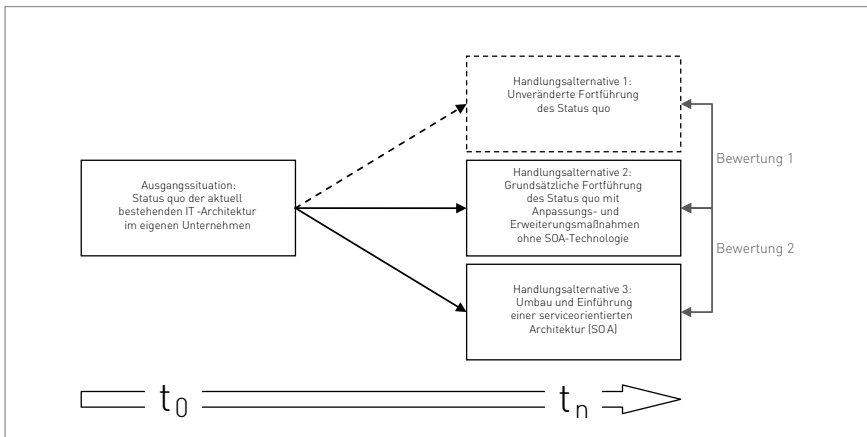 Handlungsalternative 1:
Unveränderte Fortführung
des Status quo
Bewertung 1
Ausgangssituation:
Status quo der aktuell
bestehenden IT-Architektur
im eigenen Unternehmen
Handlungsalternative 2:
Grundsätzliche Fortführung
des Status quo mit
Anpassungs- und
Erweiterungsmaßnahmen
ohne SOA-Technologie
Bewertung 2
Handlungsalternative 3:
Umbau und Einführung
einer serviceorientierten
Architektur (SOA)
t0
tn